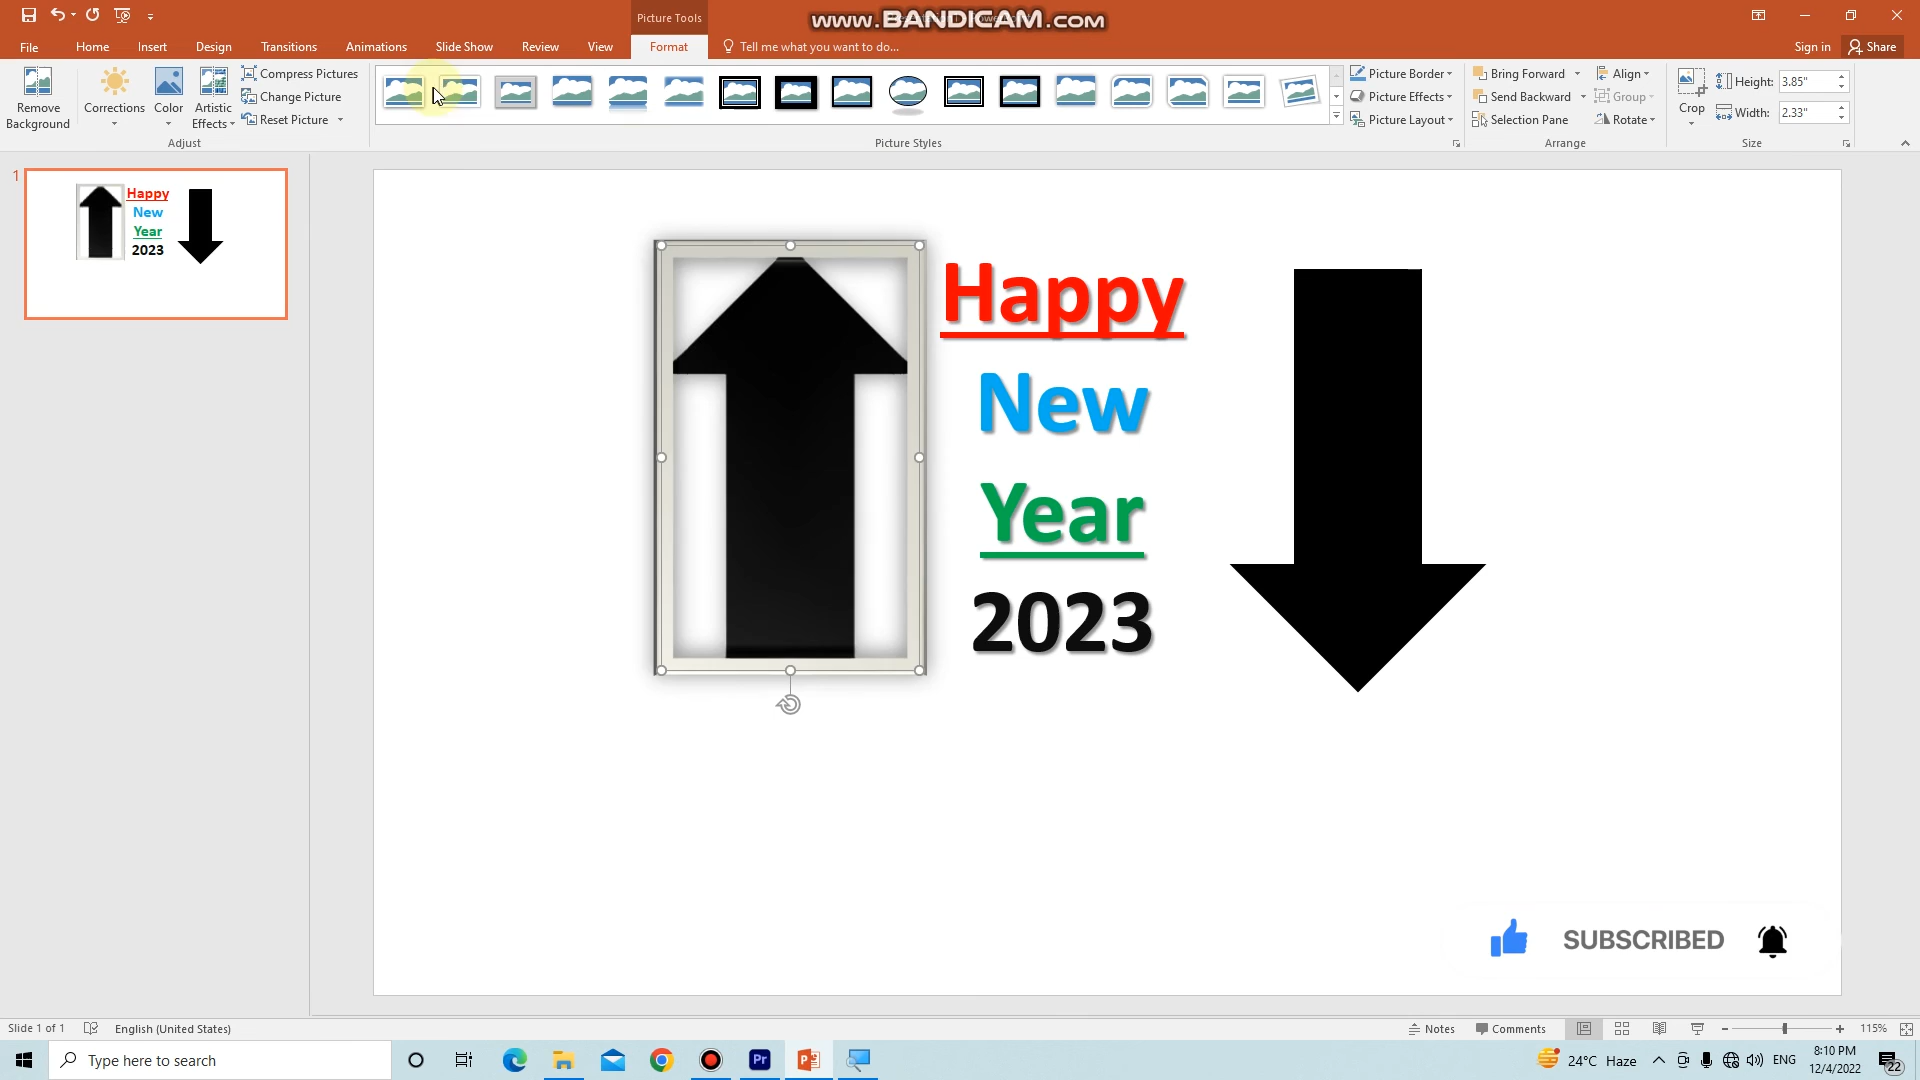 Picture Tools
www.BANDICAM.com
File Home Insert Design Transitions Animations Slide Show Review View Format Tell me what you want to do...
Sign in Share
Remove Background
Corrections
Color
Artistic Effects
Compress Pictures
Change Picture
Reset Picture
Adjust
Picture Styles
Picture Border
Picture Effects
Picture Layout
Bring Forward
Send Backward
Selection Pane
Align
Group
Rotate
Arrange
Crop
Height: 3.85"
Width: 2.33"
Size
1
Happy
New
Year
2023
Happy
New
Year
2023
SUBSCRIBED
Slide 1 of 1 English (United States)
Notes Comments 115%
Type here to search
Pr
24°C Haze
ENG
8:10 PM
12/4/2022
22